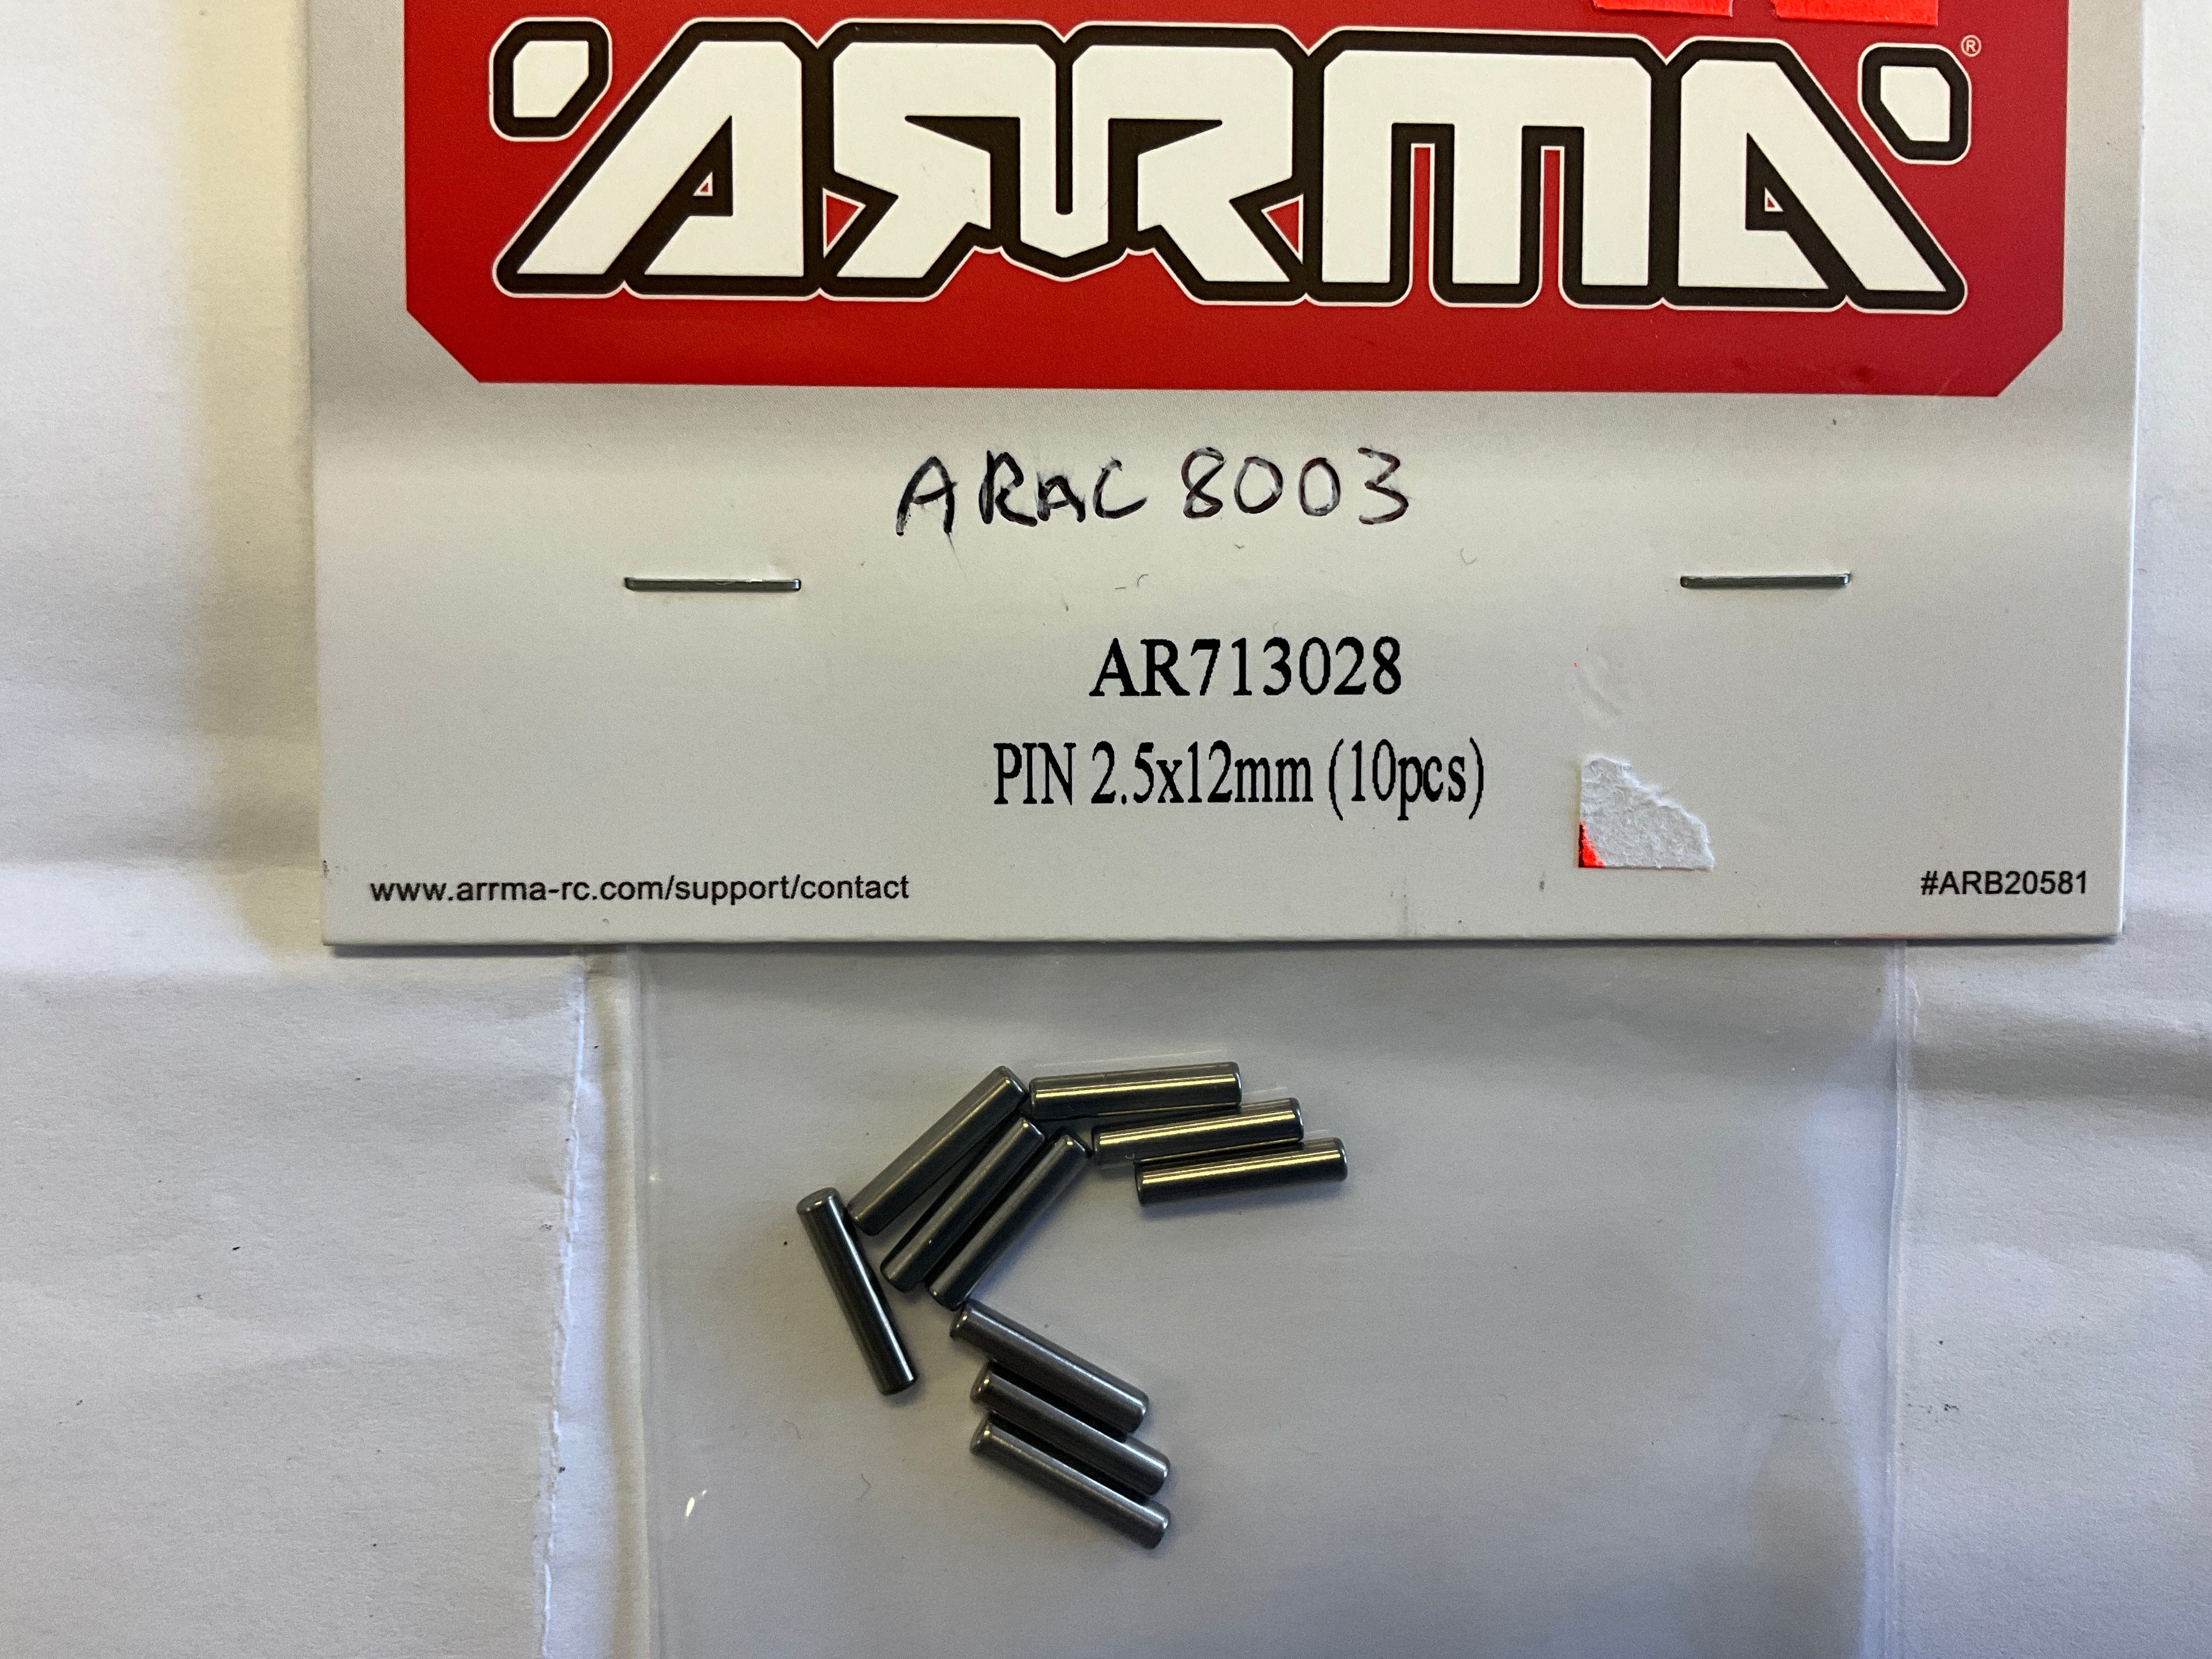 ARRMA®
ARAC 8003
AR713028
PIN 2.5x12mm (10pcs)
www.arrma-rc.com/support/contact
#ARB20581